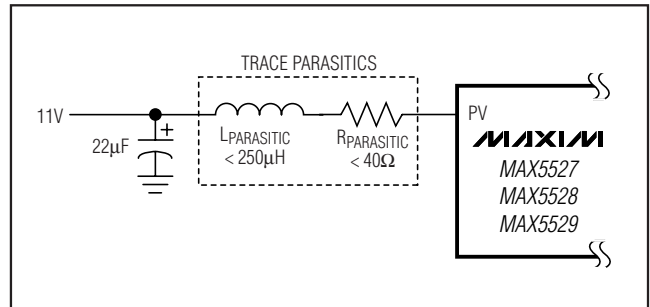 TRACE PARASITICS
11V
+
22µF
LPARASITIC
< 250µH
RPARASITIC
< 40Ω
PV
MAXIM
MAX5527
MAX5528
MAX5529